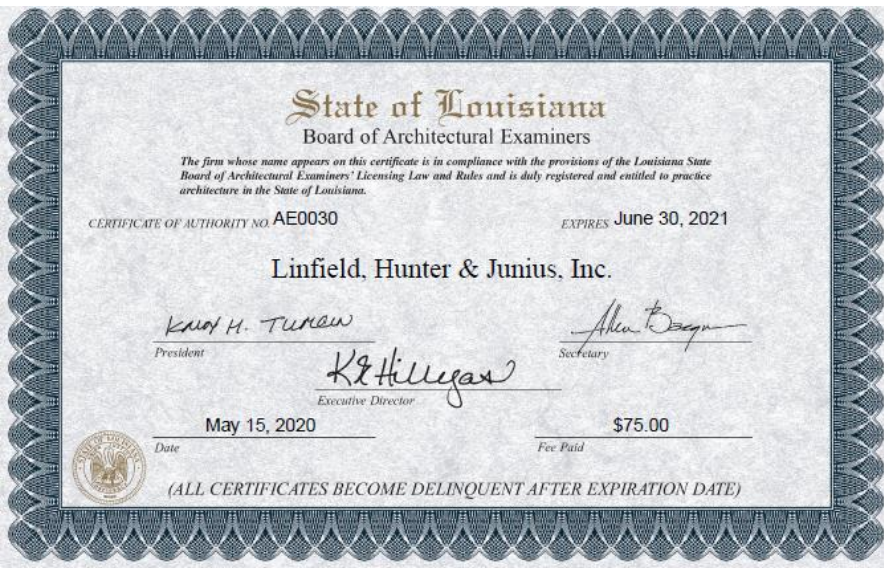 State of Louisiana
Board of Architectural Examiners
The firm whose name appears on this certificate is in compliance with the provisions of the Louisiana State
Board of Architectural Examiners' Licensing Law and Rules and is duly registered and entitled to practice
architecture in the State of Louisiana.
CERTIFICATE OF AUTHORITY NO. AE0030 EXPIRES June 30, 2021
Linfield, Hunter & Junius, Inc.
President Secretary
KEHillegas
Executive Director
May 15, 2020 $75.00
Date Fee Paid
(ALL CERTIFICATES BECOME DELINQUENT AFTER EXPIRATION DATE)